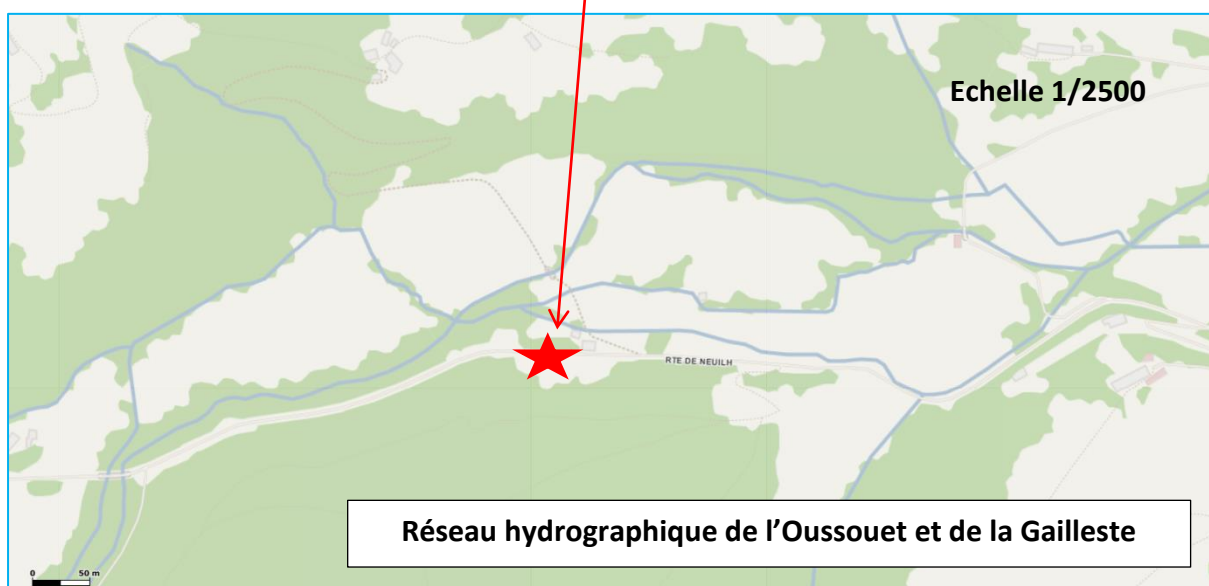 Echelle 1/2500
RTE DE NEUILH
Réseau hydrographique de l’Oussouet et de la Gailleste
0 50 m